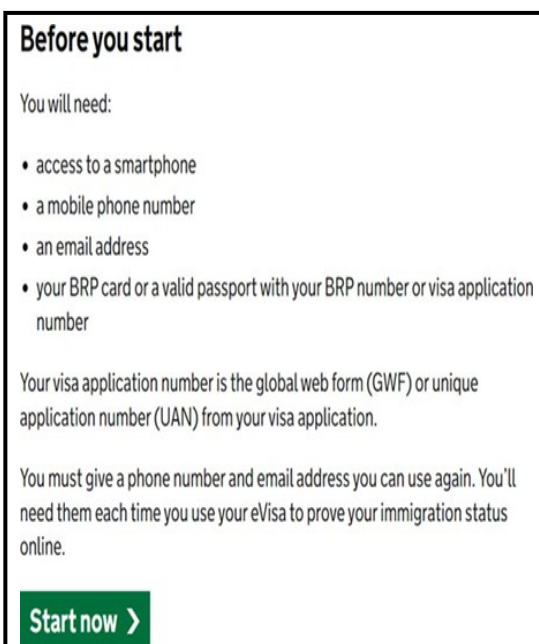 Before you start
You will need:
• access to a smartphone
• a mobile phone number
• an email address
• your BRP card or a valid passport with your BRP number or visa application
number
Your visa application number is the global web form (GWF) or unique
application number (UAN) from your visa application.
You must give a phone number and email address you can use again. You'll
need them each time you use your eVisa to prove your immigration status
online.
Start now ❯